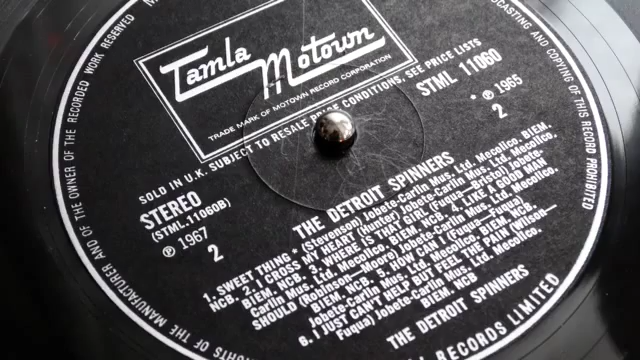 MANUFACTURER AND OF THE OWNER OF THE RECORDED WORK RESERVED
CASTING AND COPYING OF THIS RECORD PROHIBITED
Tamla Motown
TRADE MARK OF MOTOWN RECORD CORPORATION
SOLD IN U.K. SUBJECT TO RESALE PRICE CONDITIONS, SEE PRICE LISTS
STML 11060
* ℗ 1965
2
STEREO
(STML.11060B)
℗ 1967
2
THE DETROIT SPINNERS
1. SWEET THING * (Stevenson) Jobete-Carlin Mus. Ltd. Mecolico, BIEM,
NCB. 2. I CROSS MY HEART (Hunter) Jobete-Carlin Mus. Ltd. Mecolico,
BIEM, NCB. 3. WHERE IS THAT GIRL (Fuqua—Bristol) Jobete-
Carlin Mus. Ltd. Mecolico, BIEM, NCB. 4. LIKE A GOOD MAN
SHOULD (Robinson—Moore) Jobete-Carlin Mus. Ltd. Mecolico,
BIEM, NCB. 5. HOW CAN I (Fuqua—Fuqua)
Jobete-Carlin Mus. Ltd. Mecolico, BIEM, NCB.
6. I JUST CAN'T HELP BUT FEEL THE PAIN (Wilson—
Fuqua) Jobete-Carlin Mus. Ltd. Mecolico,
BIEM, NCB
THE DETROIT SPINNERS
RIGHTS OF THE
RECORDS LIMITED